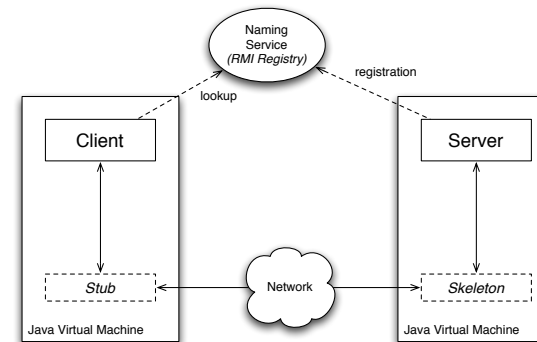 Naming
Service
(RMI Registry)
registration
lookup
Client
Server
Stub
Network
Skeleton
Java Virtual Machine
Java Virtual Machine